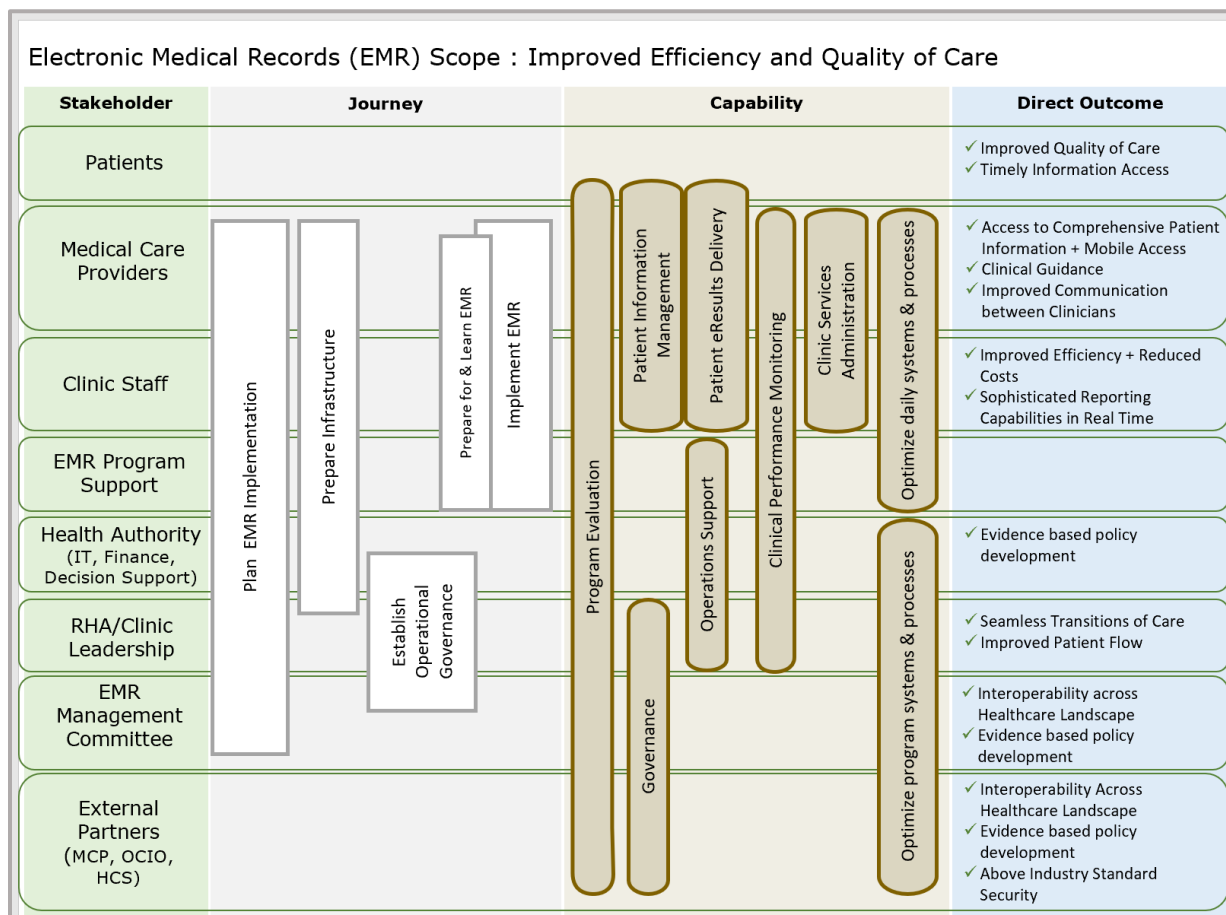 Electronic Medical Records (EMR) Scope : Improved Efficiency and Quality of Care
Stakeholder
Journey
Capability
Direct Outcome
Patients
✓ Improved Quality of Care
✓ Timely Information Access
Medical Care
Providers
✓ Access to Comprehensive Patient
Information + Mobile Access
✓ Clinical Guidance
✓ Improved Communication
between Clinicians
Clinic Staff
✓ Improved Efficiency + Reduced
Costs
✓ Sophisticated Reporting
Capabilities in Real Time
EMR Program
Support
Health Authority
(IT, Finance,
Decision Support)
✓ Evidence based policy
development
RHA/Clinic
Leadership
✓ Seamless Transitions of Care
✓ Improved Patient Flow
EMR
Management
Committee
✓ Interoperability across
Healthcare Landscape
✓ Evidence based policy
development
External
Partners
(MCP, OCIO,
HCS)
✓ Interoperability Across
Healthcare Landscape
✓ Evidence based policy
development
✓ Above Industry Standard
Security
Plan EMR Implementation
Prepare Infrastructure
Establish
Operational
Governance
Prepare for & Learn EMR
Implement EMR
Program Evaluation
Patient Information
Management
Governance
Patient eResults Delivery
Operations Support
Clinical Performance Monitoring
Clinic Services
Administration
Optimize daily systems & processes
Optimize program systems & processes